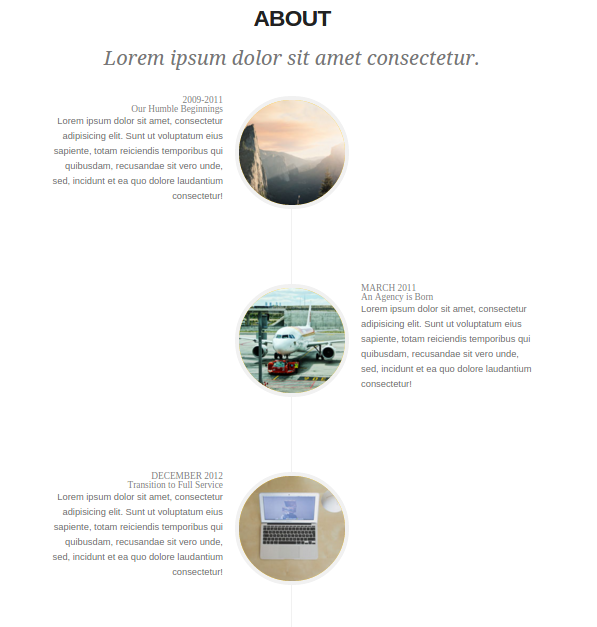 ABOUT
Lorem ipsum dolor sit amet consectetur.
2009-2011
Our Humble Beginnings
Lorem ipsum dolor sit amet, consectetur
adipisicing elit. Sunt ut voluptatum eius
sapiente, totam reiciendis temporibus qui
quibusdam, recusandae sit vero unde,
sed, incidunt et ea quo dolore laudantium
consectetur!
MARCH 2011
An Agency is Born
Lorem ipsum dolor sit amet, consectetur
adipisicing elit. Sunt ut voluptatum eius
sapiente, totam reiciendis temporibus qui
quibusdam, recusandae sit vero unde,
sed, incidunt et ea quo dolore laudantium
consectetur!
DECEMBER 2012
Transition to Full Service
Lorem ipsum dolor sit amet, consectetur
adipisicing elit. Sunt ut voluptatum eius
sapiente, totam reiciendis temporibus qui
quibusdam, recusandae sit vero unde,
sed, incidunt et ea quo dolore laudantium
consectetur!